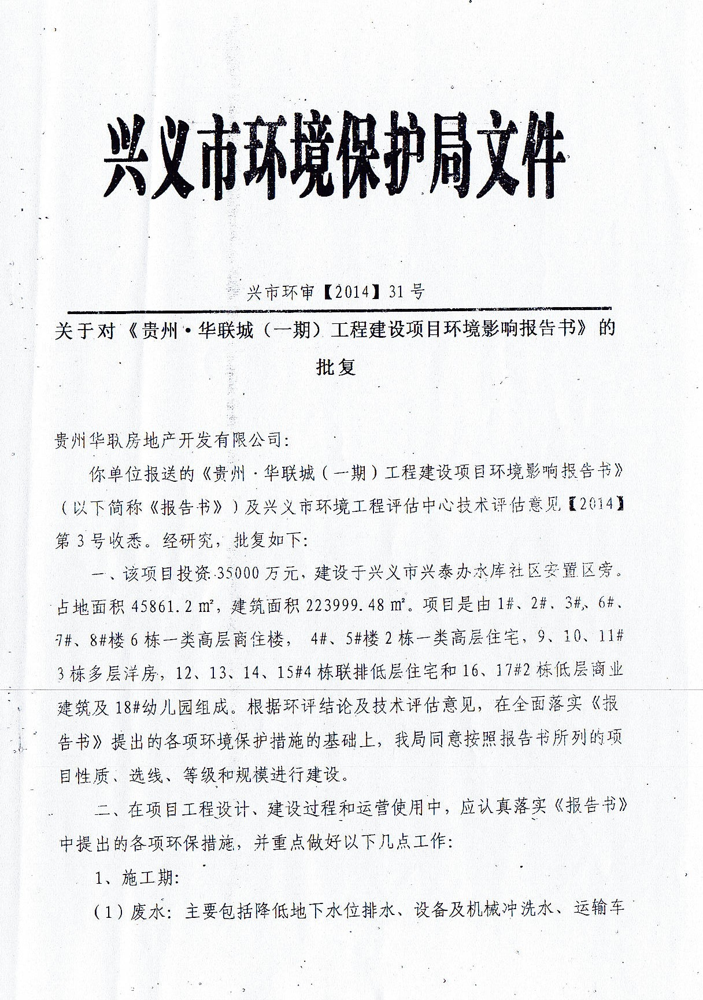 兴义市环境保护局文件
兴市环审【2014】31号
关于对《贵州·华联城（一期）工程建设项目环境影响报告书》的
批复
贵州华联房地产开发有限公司：
你单位报送的《贵州·华联城（一期）工程建设项目环境影响报告书》
（以下简称《报告书》）及兴义市环境工程评估中心技术评估意见【2014】
第3号收悉。经研究，批复如下：
一、该项目投资35000万元，建设于兴义市兴泰办水库社区安置区旁。
占地面积45861.2㎡，建筑面积223999.48㎡。项目是由1#、2#、3#、6#、
7#、8#楼6栋一类高层商住楼， 4#、5#楼2栋一类高层住宅，9、10、11#
3栋多层洋房，12、13、14、15#4栋联排低层住宅和16、17#2栋低层商业
建筑及18#幼儿园组成。根据环评结论及技术评估意见，在全面落实《报
告书》提出的各项环境保护措施的基础上，我局同意按照报告书所列的项
目性质、选线、等级和规模进行建设。
二、在项目工程设计、建设过程和运营使用中，应认真落实《报告书》
中提出的各项环保措施，并重点做好以下几点工作：
1、施工期：
（1）废水：主要包括降低地下水位排水、设备及机械冲洗水、运输车